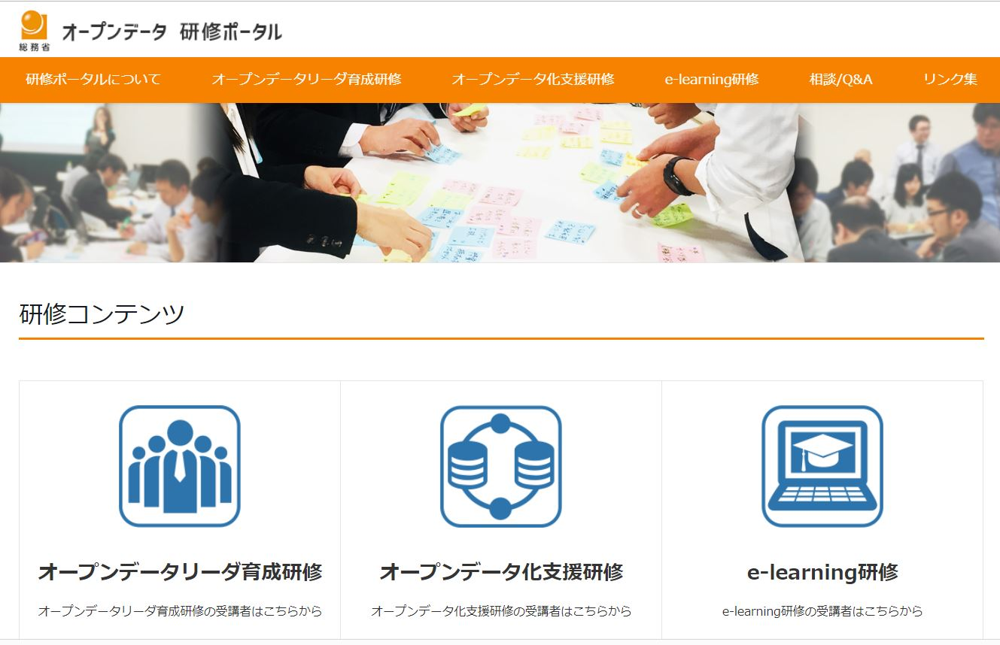 総務省
オープンデータ 研修ポータル
研修ポータルについて
オープンデータリーダ育成研修
オープンデータ化支援研修
e-learning研修
相談/Q&A
リンク集
研修コンテンツ
オープンデータリーダ育成研修
オープンデータリーダ育成研修の受講者はこちらから
オープンデータ化支援研修
オープンデータ化支援研修の受講者はこちらから
e-learning研修
e-learning研修の受講者はこちらから